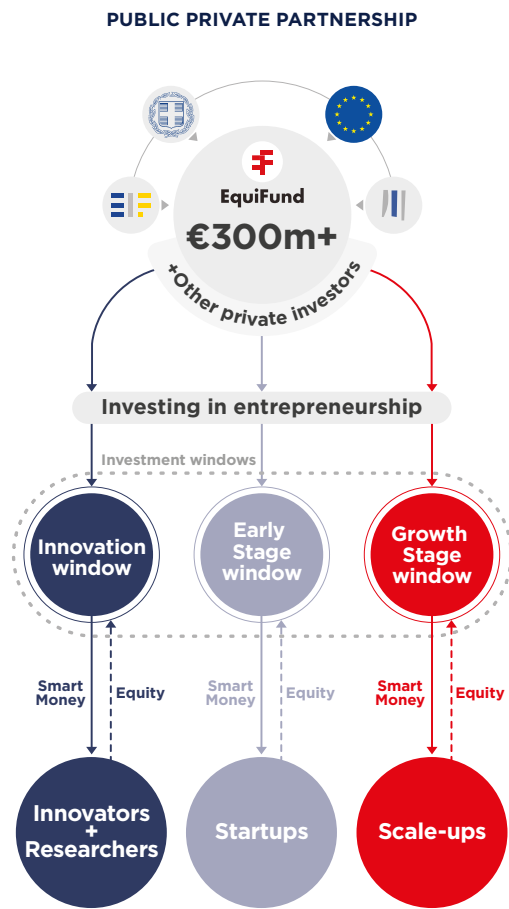 PUBLIC PRIVATE PARTNERSHIP
EIF
EquiFund
€300m+
+Other private investors
Investing in entrepreneurship
Investment windows
Innovation
window
Early
Stage
window
Growth
Stage
window
Smart
Money
Equity
Smart
Money
Equity
Smart
Money
Equity
Innovators
+
Researchers
Startups
Scale-ups